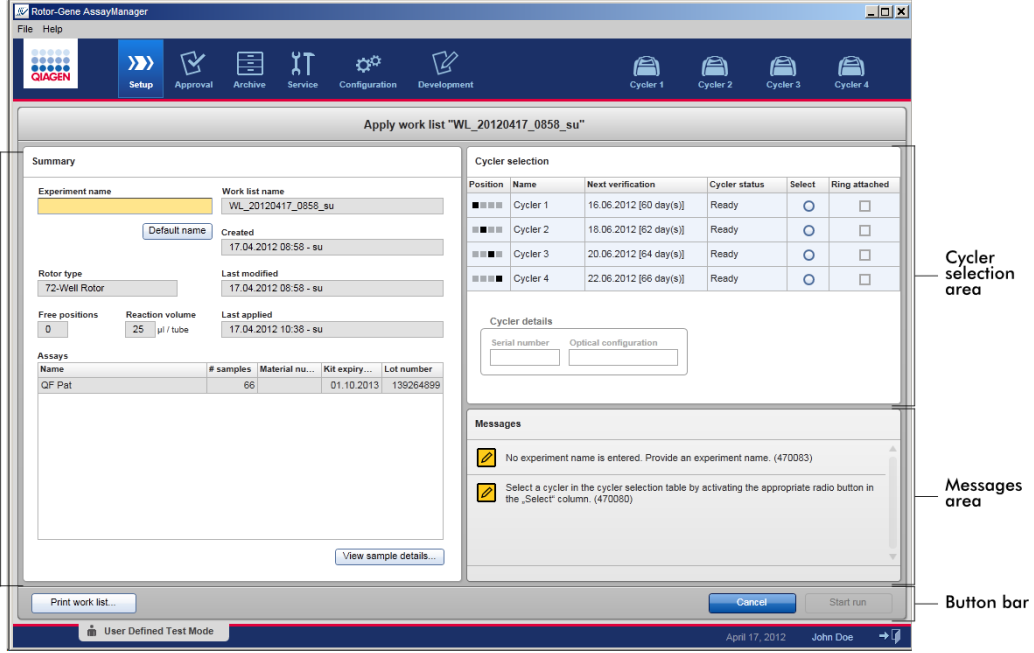 Rotor-Gene AssayManager
File Help
QIAGEN
Setup Approval Archive Service Configuration Development Cycler 1 Cycler 2 Cycler 3 Cycler 4
Apply work list "WL_20120417_0858_su"
Summary
Experiment name Work list name
WL_20120417_0858_su
Default name Created
17.04.2012 08:58 - su
Rotor type Last modified
72-Well Rotor 17.04.2012 08:58 - su
Free positions Reaction volume Last applied
0 25 µl / tube 17.04.2012 10:38 - su
Assays
Name # samples Material nu... Kit expiry... Lot number
QF Pat 66 01.10.2013 139264899
View sample details...
Cycler selection
Position Name Next verification Cycler status Select Ring attached
Cycler 1 16.06.2012 [60 day(s)] Ready
Cycler 2 18.06.2012 [62 day(s)] Ready
Cycler 3 20.06.2012 [64 day(s)] Ready
Cycler 4 22.06.2012 [66 day(s)] Ready
Cycler details
Serial number Optical configuration
Messages
No experiment name is entered. Provide an experiment name. (470083)
Select a cycler in the cycler selection table by activating the appropriate radio button in
the „Select“ column. (470080)
Print work list... Cancel Start run
User Defined Test Mode April 17, 2012 John Doe
Cycler
selection
area
Messages
area
Button bar